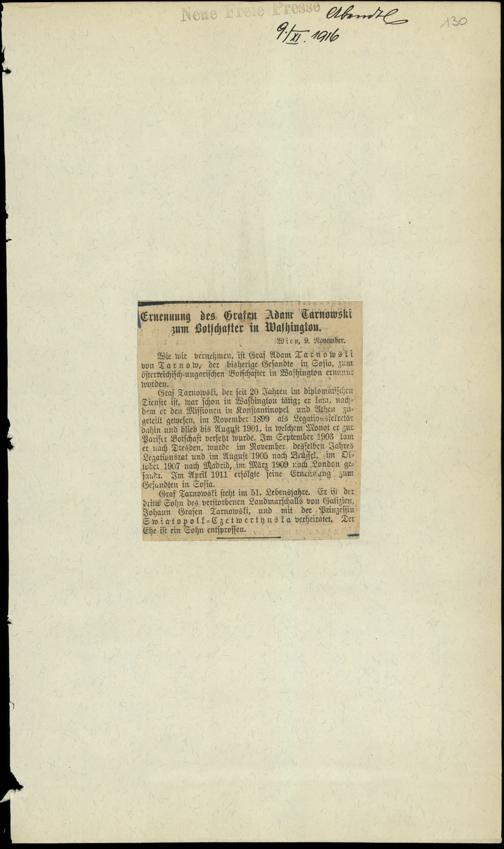 Neue Freie Presse
Abendbl
130
9./XI. 1916
Ernennung des Grafen Adam Tarnowski
zum Botschafter in Washington.
Wien, 9. November.
Wie wir vernehmen, ist Graf Adam Tarnowski
von Tarnow, der bisherige Gesandte in Sofia, zum
österreichisch-ungarischen Botschafter in Washington ernannt
worden.
Graf Tarnowski, der seit 20 Jahren im diplomatischen
Dienste ist, war schon in Washington tätig; er kam, nach-
dem er den Missionen in Konstantinopel und Athen zu-
geteilt gewesen, im November 1899 als Legationssekretär
dahin und blieb bis August 1901, in welchem Monat er zur
Pariser Botschaft versetzt wurde. Im September 1903 kam
er nach Dresden, wurde im November desselben Jahres
Legationsrat und im August 1905 nach Brüssel, im Ok-
tober 1907 nach Madrid, im März 1909 nach London ge-
sandt. Im April 1911 erfolgte seine Ernennung zum
Gesandten in Sofia.
Graf Tarnowski steht im 51. Lebensjahre. Er ist der
dritte Sohn des verstorbenen Landmarschalls von Galizien,
Johann Grafen Tarnowski, und mit der Prinzessin
Swiatopolk-Czetwertynska verheiratet. Der
Ehe ist ein Sohn entsprossen.